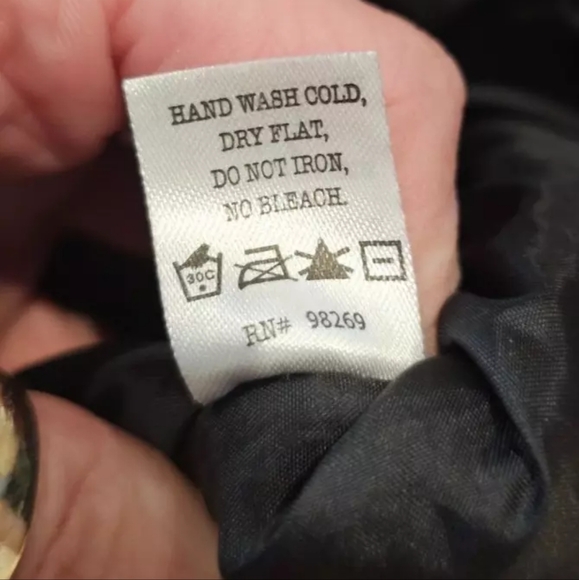 HAND WASH COLD,
DRY FLAT,
DO NOT IRON,
NO BLEACH.
30C
RN# 98269